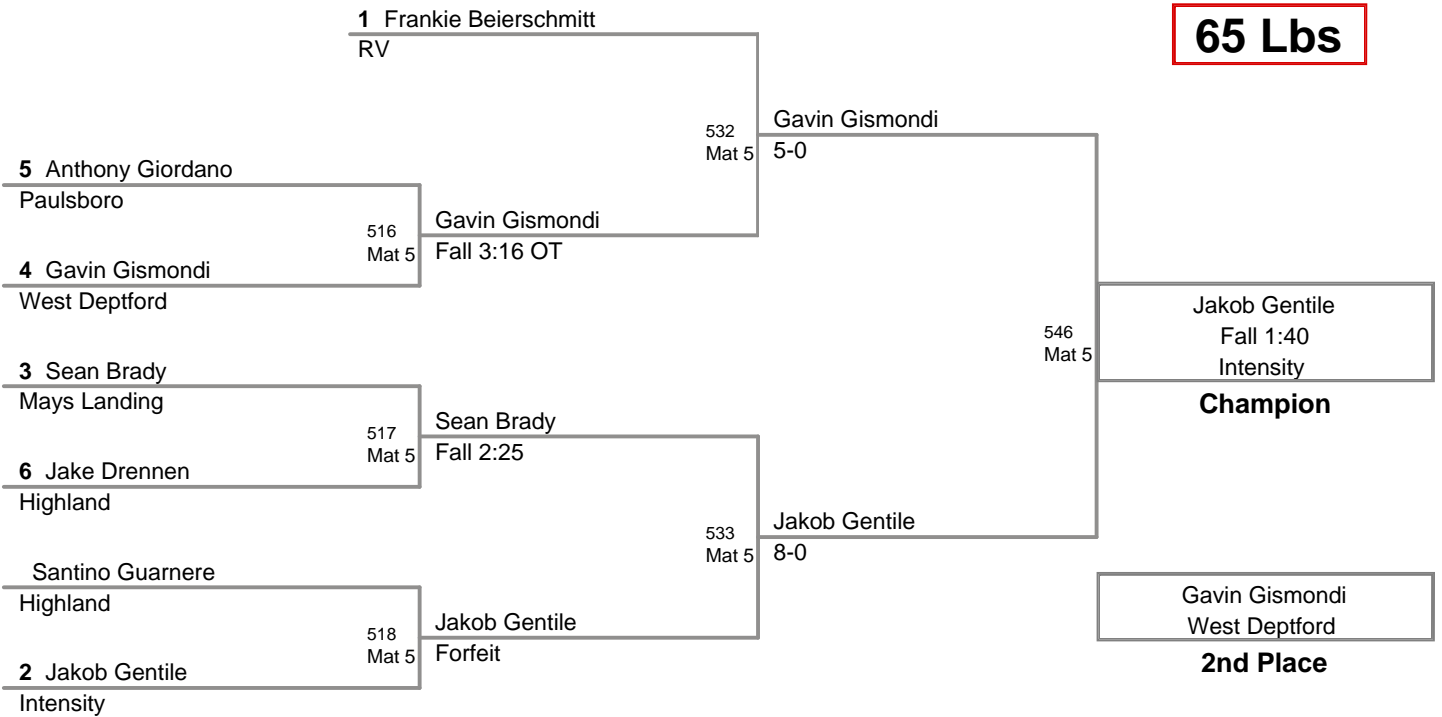 1 Frankie Beierschmitt
RV
65 Lbs
532
Mat 5
Gavin Gismondi
5-0
5 Anthony Giordano
Paulsboro
516
Mat 5
Gavin Gismondi
Fall 3:16 OT
4 Gavin Gismondi
West Deptford
546
Mat 5
Jakob Gentile
Fall 1:40
Intensity
Champion
3 Sean Brady
Mays Landing
517
Mat 5
Sean Brady
Fall 2:25
6 Jake Drennen
Highland
533
Mat 5
Jakob Gentile
8-0
Santino Guarnere
Highland
518
Mat 5
Jakob Gentile
Forfeit
2 Jakob Gentile
Intensity
Gavin Gismondi
West Deptford
2nd Place